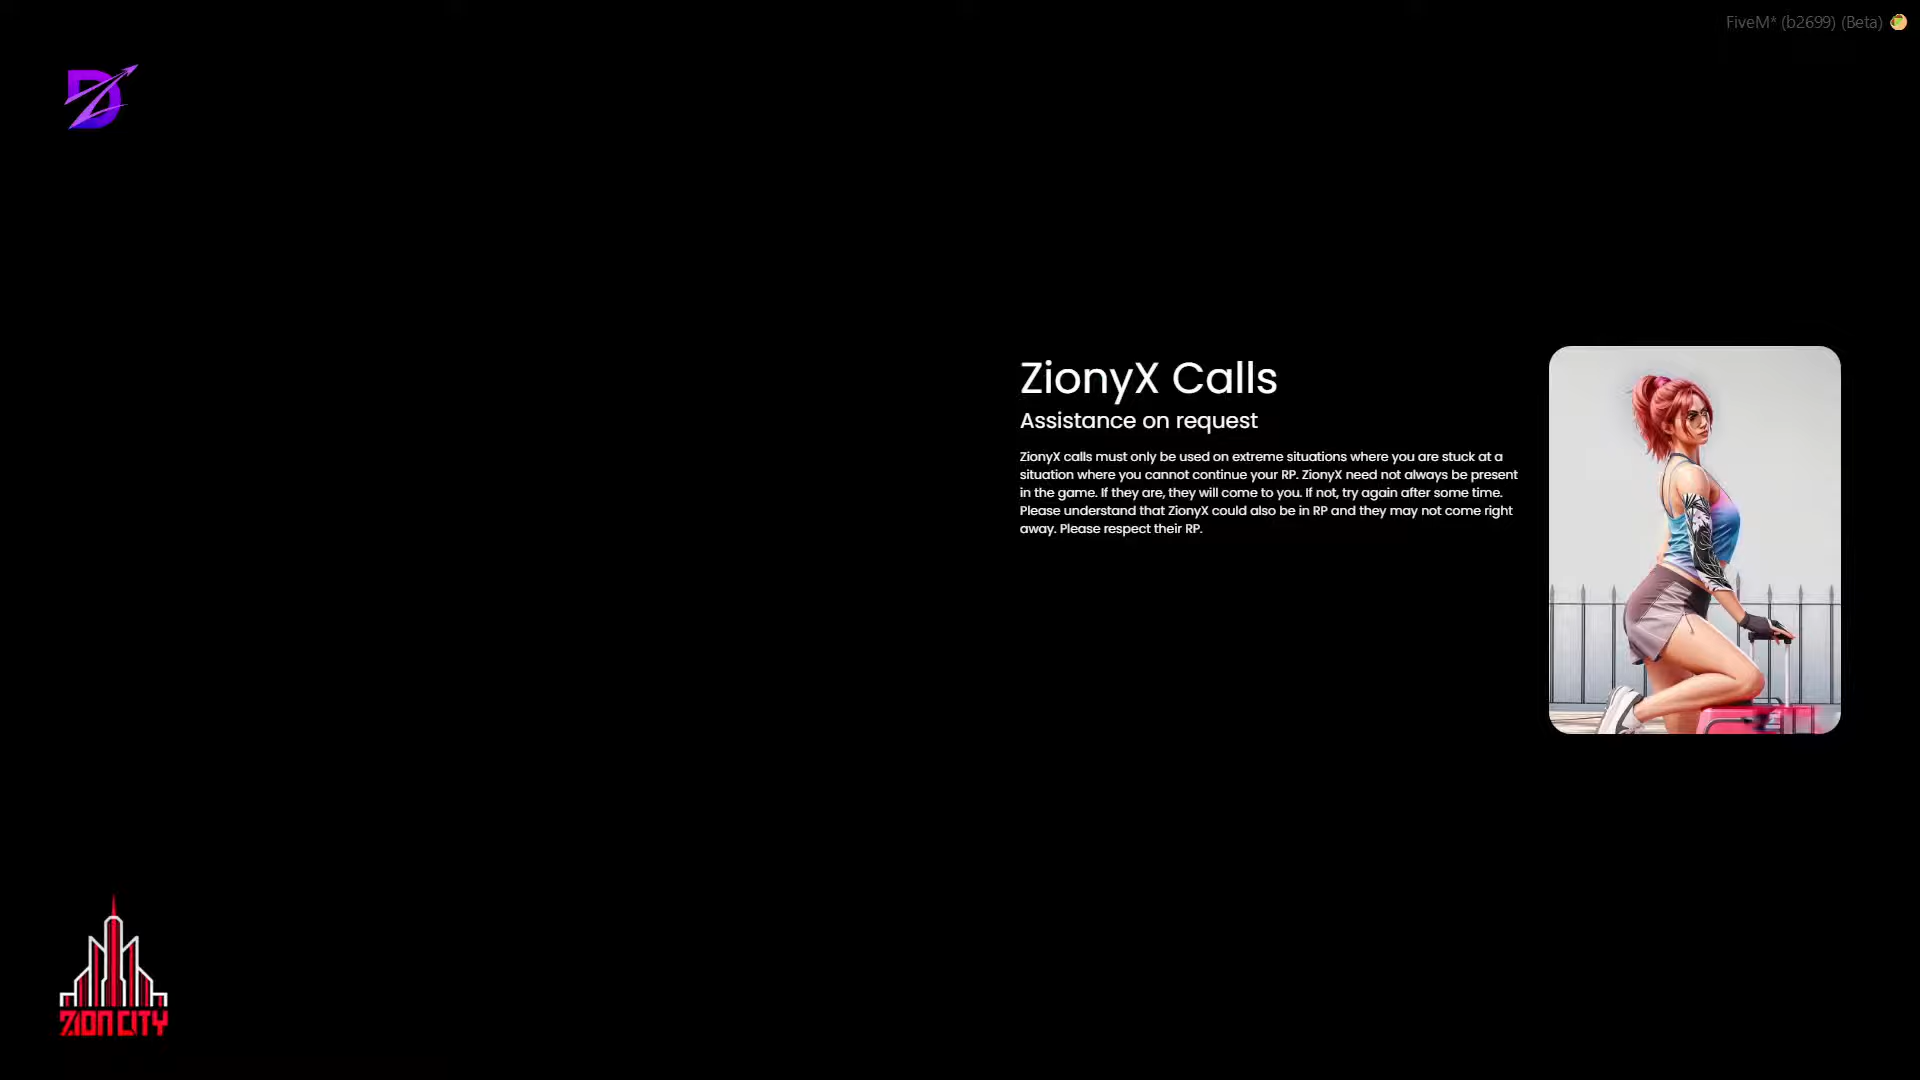 FiveM* (b2699) (Beta)
ZionyX Calls
Assistance on request
ZionyX calls must only be used on extreme situations where you are stuck at a
situation where you cannot continue your RP. ZionyX need not always be present
in the game. If they are, they will come to you. If not, try again after some time.
Please understand that ZionyX could also be in RP and they may not come right
away. Please respect their RP.
ZION CITY